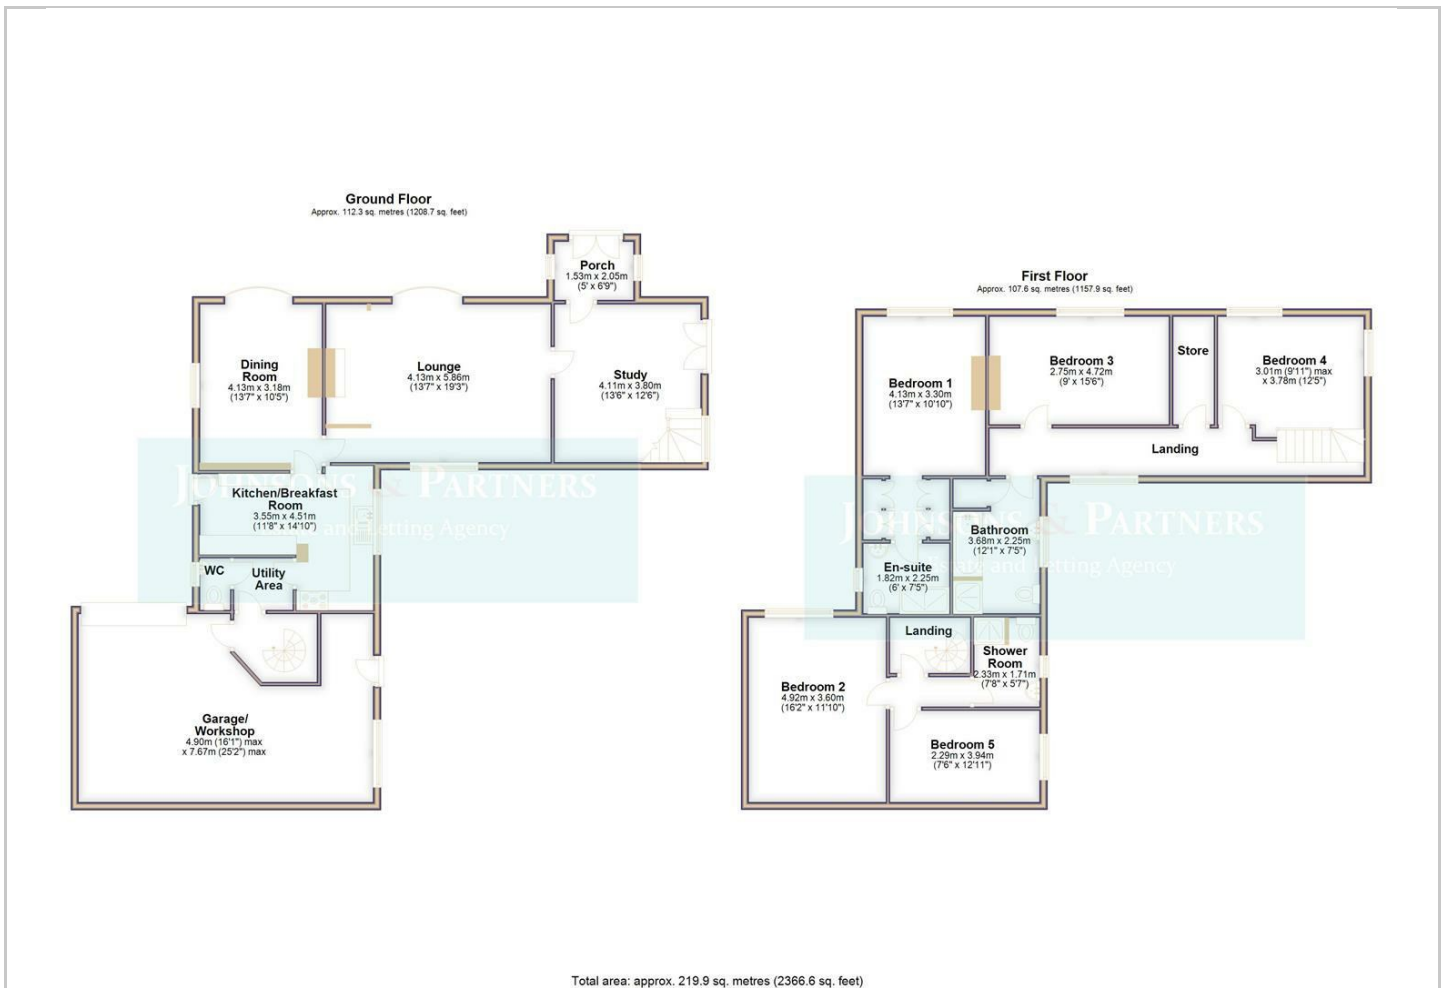 Ground Floor
Approx. 112.3 sq. metres (1208.7 sq. feet)
Porch
1.53m x 2.05m
(5' x 6'9")
Dining
Room
4.13m x 3.18m
(13'7" x 10'5")
Lounge
4.13m x 5.86m
(13'7" x 19'3")
Study
4.11m x 3.80m
(13'6" x 12'6")
Kitchen/Breakfast
Room
3.55m x 4.51m
(11'8" x 14'10")
WC
Utility
Area
Garage/
Workshop
4.90m (16'1") max
x 7.67m (25'2") max
JOHNSONS & PARTNERS
Estate and Letting Agency
First Floor
Approx. 107.6 sq. metres (1157.9 sq. feet)
Bedroom 1
4.13m x 3.30m
(13'7" x 10'10")
Bedroom 3
2.75m x 4.72m
(9' x 15'6")
Store
Bedroom 4
3.01m (9'11") max
x 3.78m (12'5")
Landing
Bathroom
3.68m x 2.25m
(12'1" x 7'5")
En-suite
1.82m x 2.25m
(6' x 7'5")
Landing
Shower
Room
2.33m x 1.71m
(7'8" x 5'7")
Bedroom 2
4.92m x 3.60m
(16'2" x 11'10")
Bedroom 5
2.29m x 3.94m
(7'6" x 12'11")
JOHNSONS & PARTNERS
Estate and Letting Agency
Total area: approx. 219.9 sq. metres (2366.6 sq. feet)